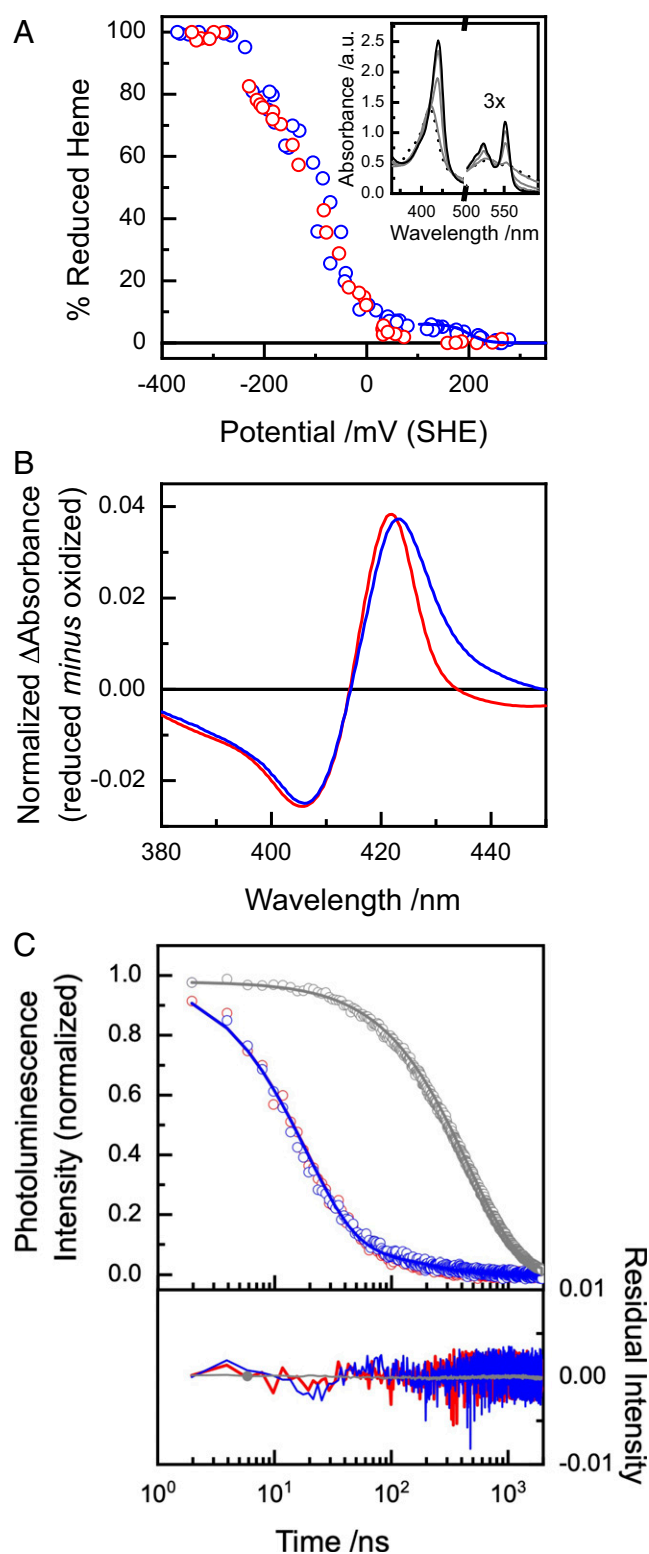 A
% Reduced Heme
100
80
60
40
20
0
-400
-200
0
200
Potential /mV (SHE)
Absorbance /a.u.
2.5
2.0
1.5
1.0
0.5
0.0
3x
400
500
550
Wavelength /nm
B
Normalized ΔAbsorbance
(reduced minus oxidized)
0.04
0.02
0.00
-0.02
380
400
420
440
Wavelength /nm
C
Photoluminescence
Intensity (normalized)
1.0
0.8
0.6
0.4
0.2
0.0
Residual Intensity
0.01
0.00
-0.01
10⁰
10¹
10²
10³
Time /ns